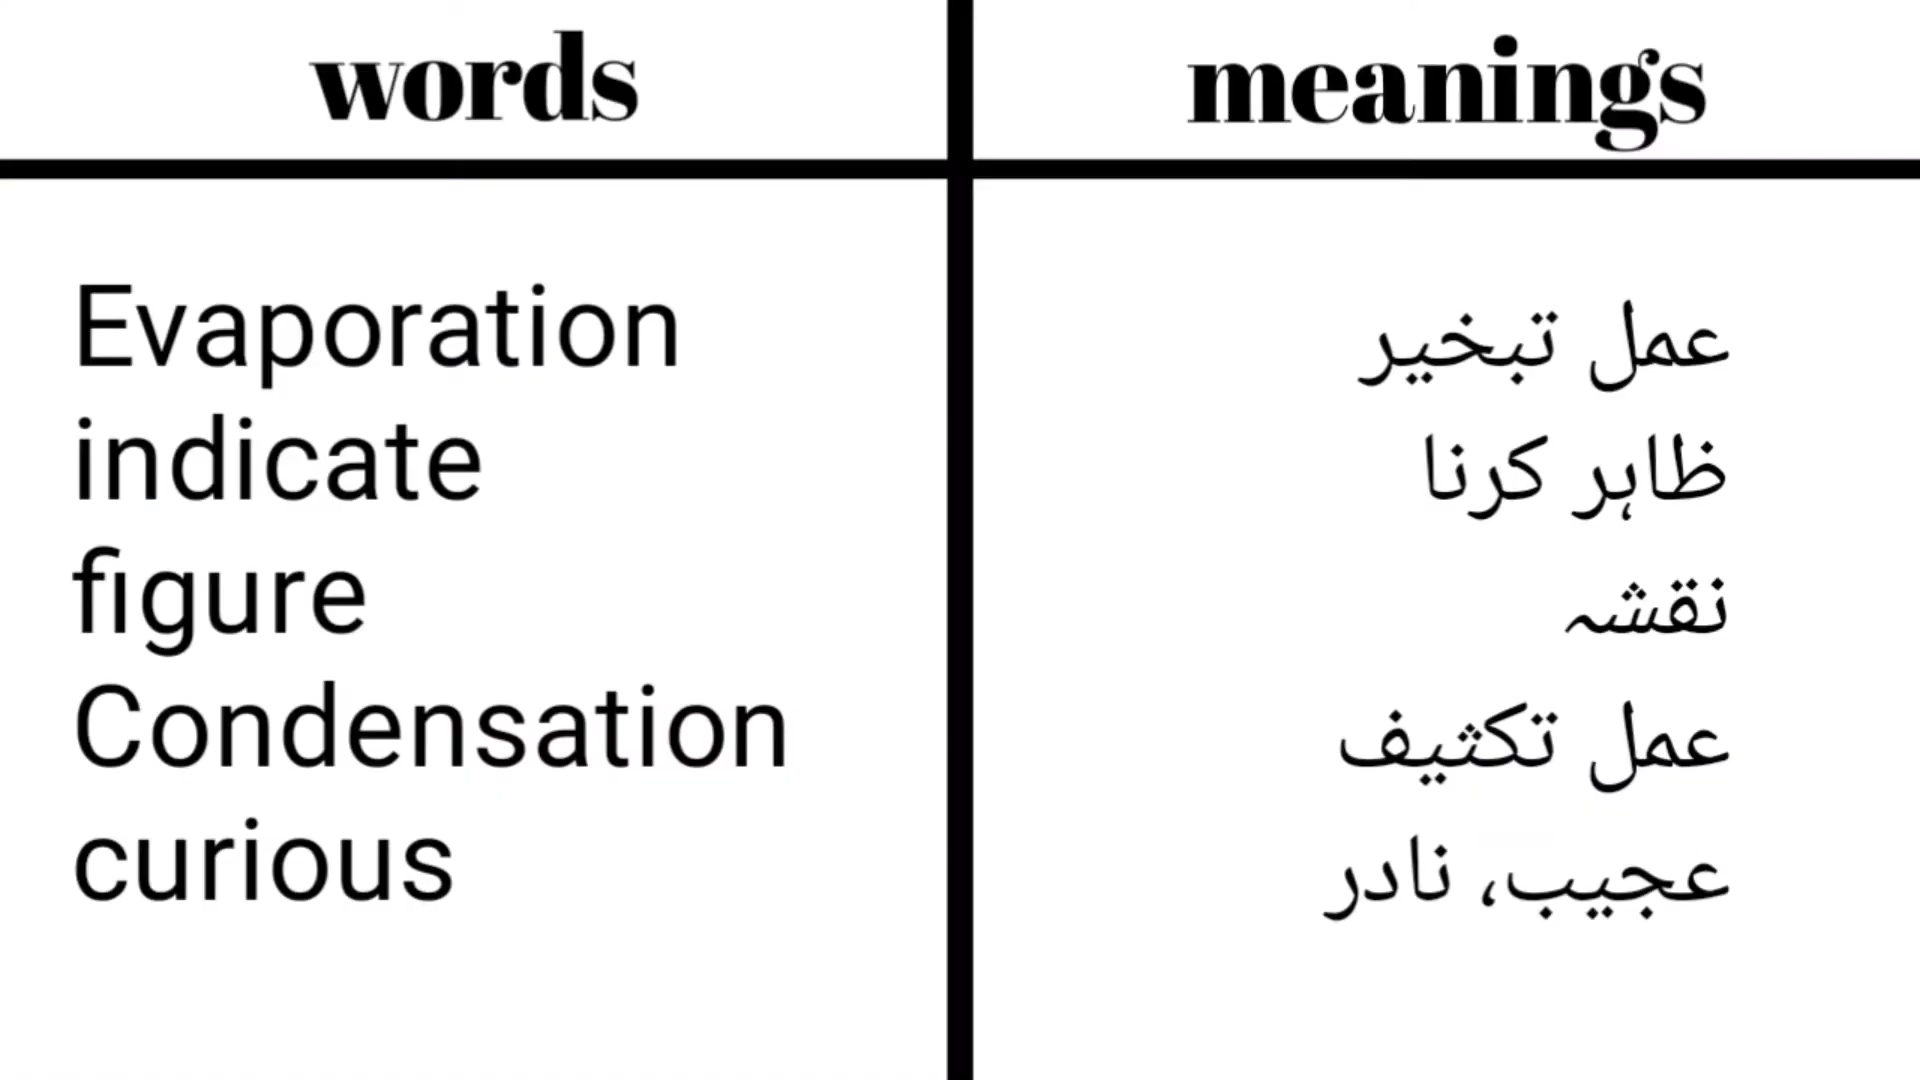 words meanings
Evaporation عمل تبخیر
indicate ظاہر کرنا
figure نقشہ
Condensation عمل تکثیف
curious عجیب، نادر